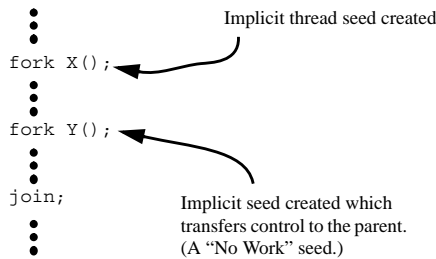 Implicit thread seed created
fork X();
fork Y();
join;
Implicit seed created which
transfers control to the parent.
(A “No Work” seed.)